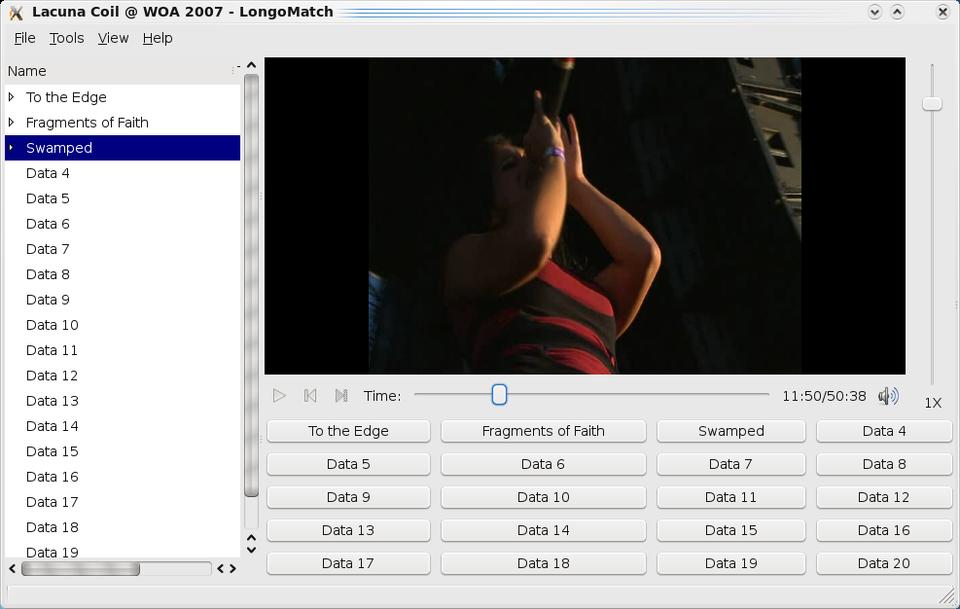 Lacuna Coil @ WOA 2007 - LongoMatch
File Tools View Help
Name
To the Edge
Fragments of Faith
Swamped
Data 4
Data 5
Data 6
Data 7
Data 8
Data 9
Data 10
Data 11
Data 12
Data 13
Data 14
Data 15
Data 16
Data 17
Data 18
Data 19
Time: 11:50/50:38
1X
To the Edge Fragments of Faith Swamped Data 4
Data 5 Data 6 Data 7 Data 8
Data 9 Data 10 Data 11 Data 12
Data 13 Data 14 Data 15 Data 16
Data 17 Data 18 Data 19 Data 20